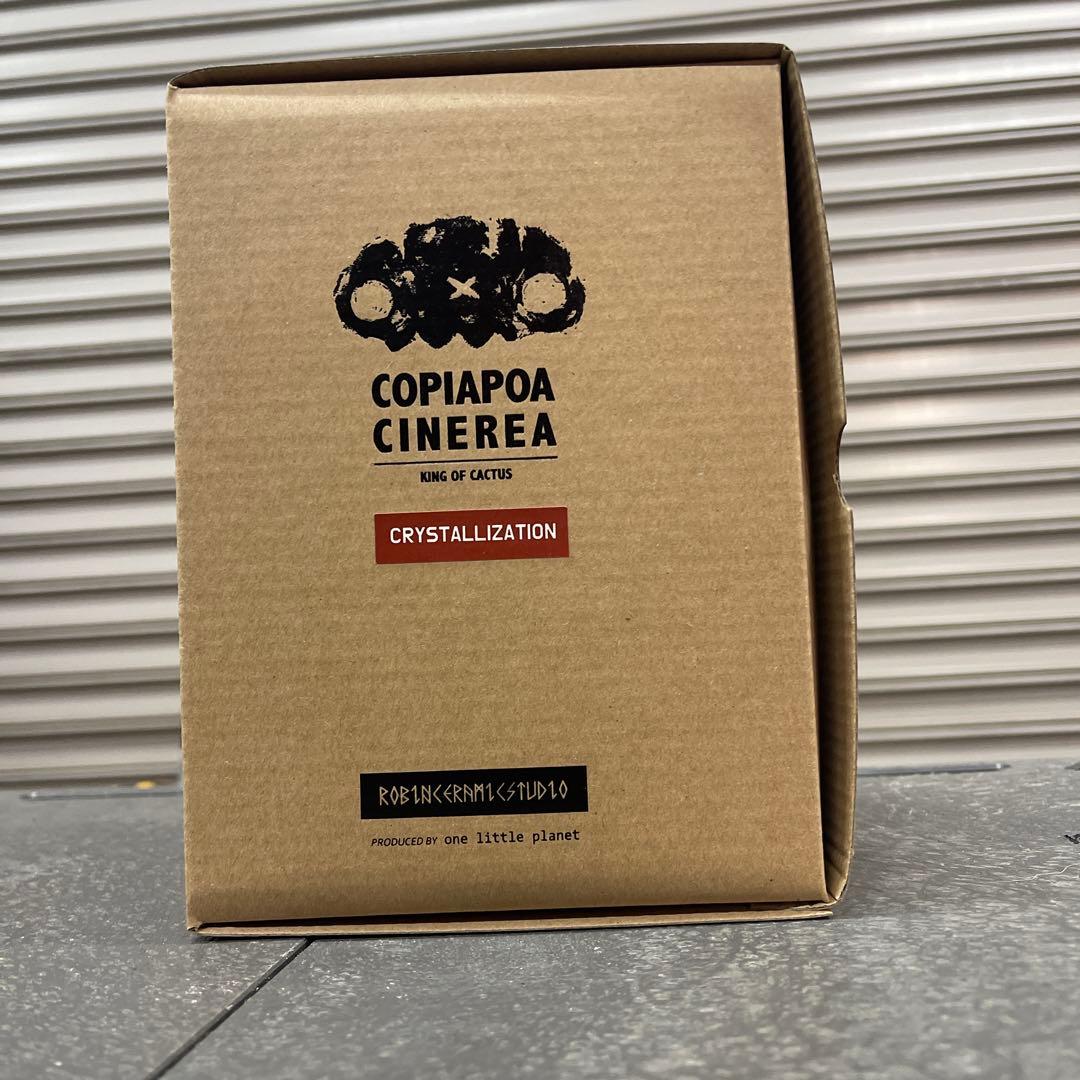 COPIAPOA
CINEREA
KING OF CACTUS
CRYSTALLIZATION
ROBINCERAMICSTUDIO
PRODUCED BY one little planet